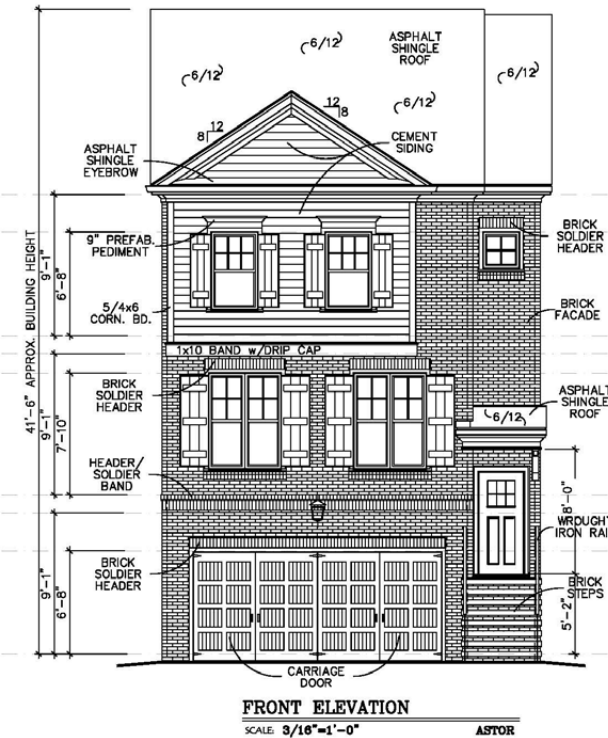 ASPHALT
SHINGLE
ROOF
6/12
6/12
6/12
6/12
12
8
12
8
CEMENT
SIDING
ASPHALT
SHINGLE
EYEBROW
9" PREFAB.
PEDIMENT
BRICK
SOLDIER
HEADER
5/4x6
CORN. BD.
BRICK
FACADE
1x10 BAND w/DRIP CAP
BRICK
SOLDIER
HEADER
ASPHALT
SHINGLE
ROOF
6/12
HEADER/
SOLDIER
BAND
WROUGHT
IRON
BRICK
SOLDIER
HEADER
BRICK
STEPS
CARRIAGE
DOOR
41'-6" APPROX. BUILDING HEIGHT
9'-1"
6'-8"
9'-1"
7'-10"
9'-1"
6'-8"
8'-0"
5'-2"
FRONT ELEVATION
SCALE: 3/16"=1'-0" ASTOR